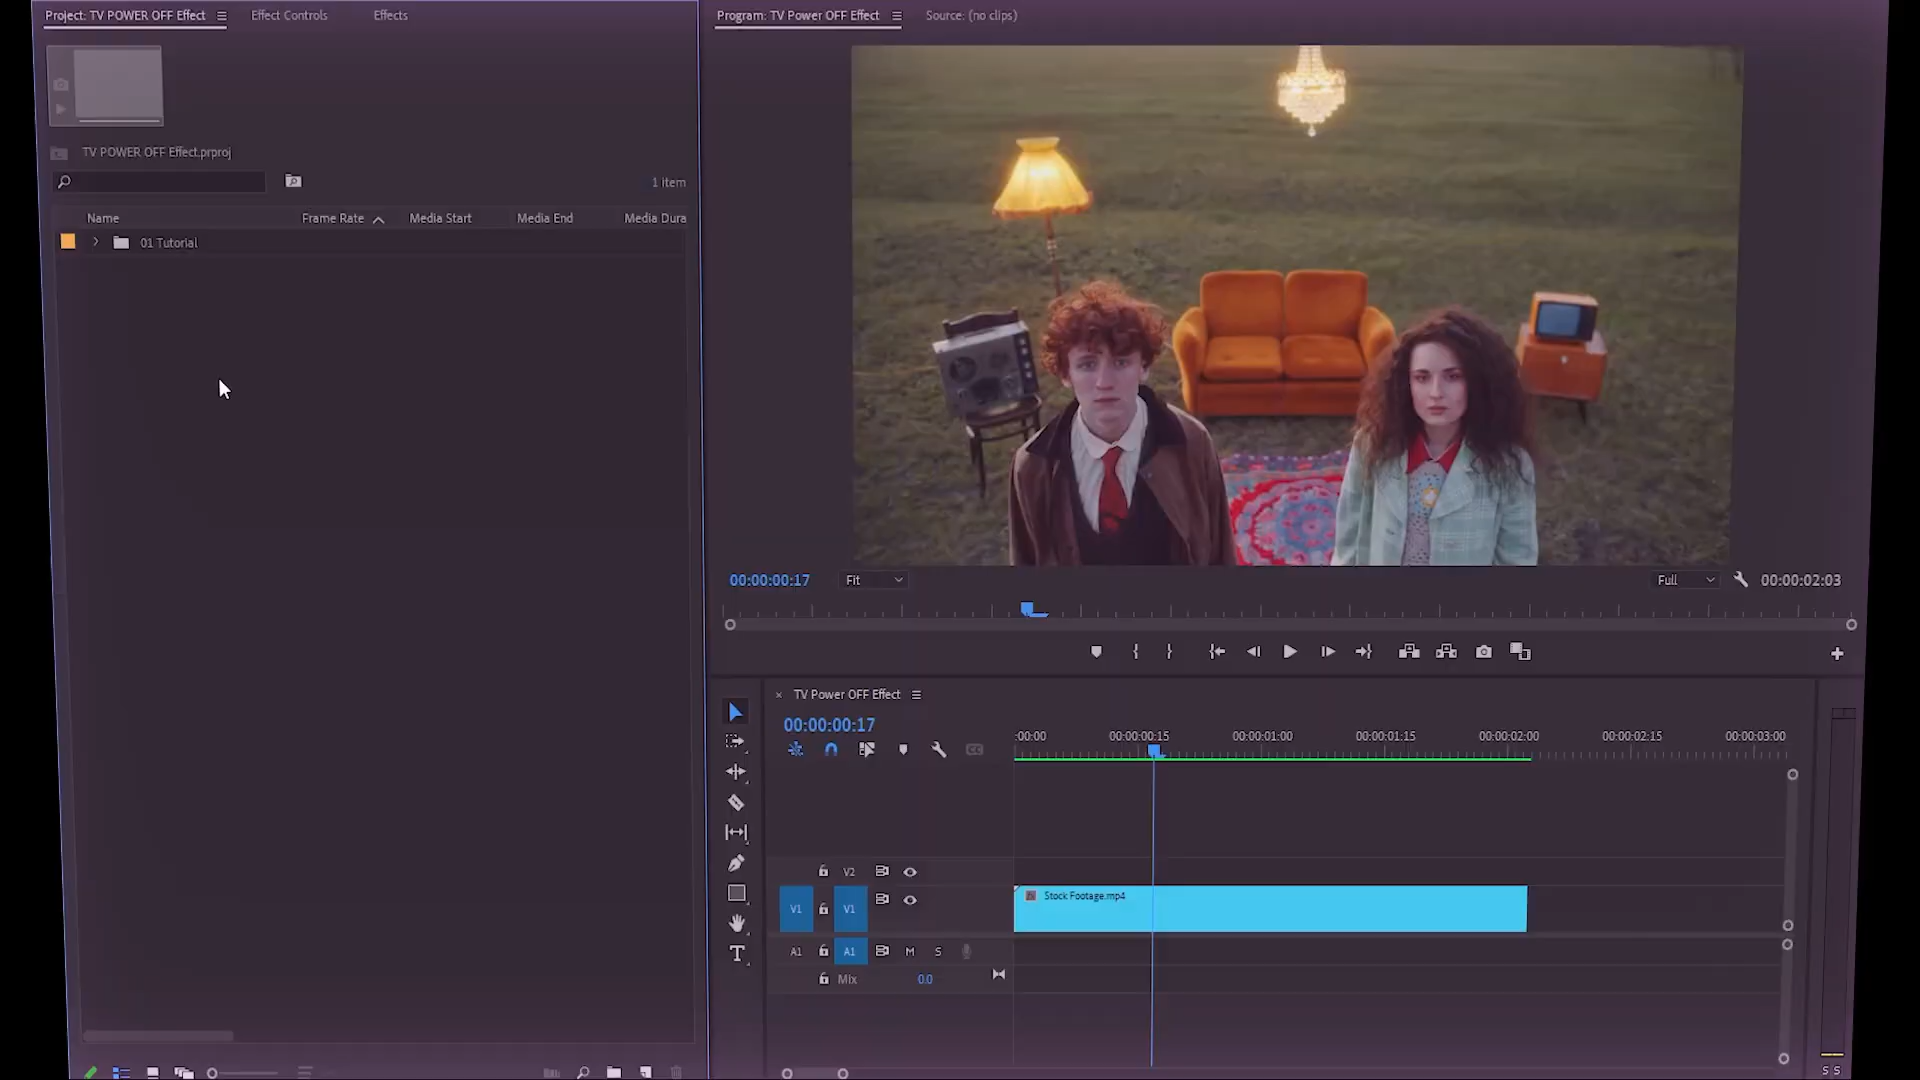 Project: TV POWER OFF Effect
Effect Controls
Effects
Program: TV Power OFF Effect
Source: (no clips)
TV POWER OFF Effect.prproj
1 item
Name
Frame Rate
Media Start
Media End
Media Dura
01 Tutorial
00:00:00:17
Fit
Full
00:00:02:03
× TV Power OFF Effect
00:00:00:17
:00:00
00:00:00:15
00:00:01:00
00:00:01:15
00:00:02:00
00:00:02:15
00:00:03:00
CC
V2
V1
V1
Stock Footage.mp4
A1
A1
M
S
Mix
0.0
S S